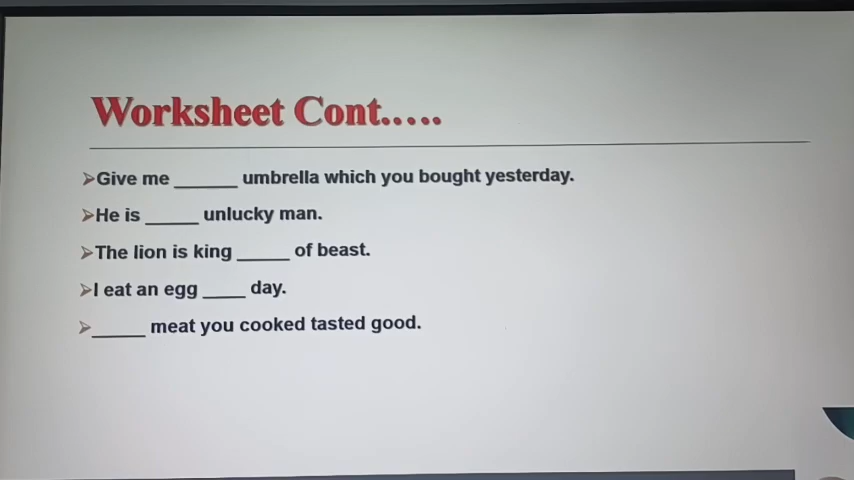 Worksheet Cont.....
➢Give me ______ umbrella which you bought yesterday.
➢He is _____ unlucky man.
➢The lion is king _____ of beast.
➢I eat an egg ____ day.
➢_____ meat you cooked tasted good.